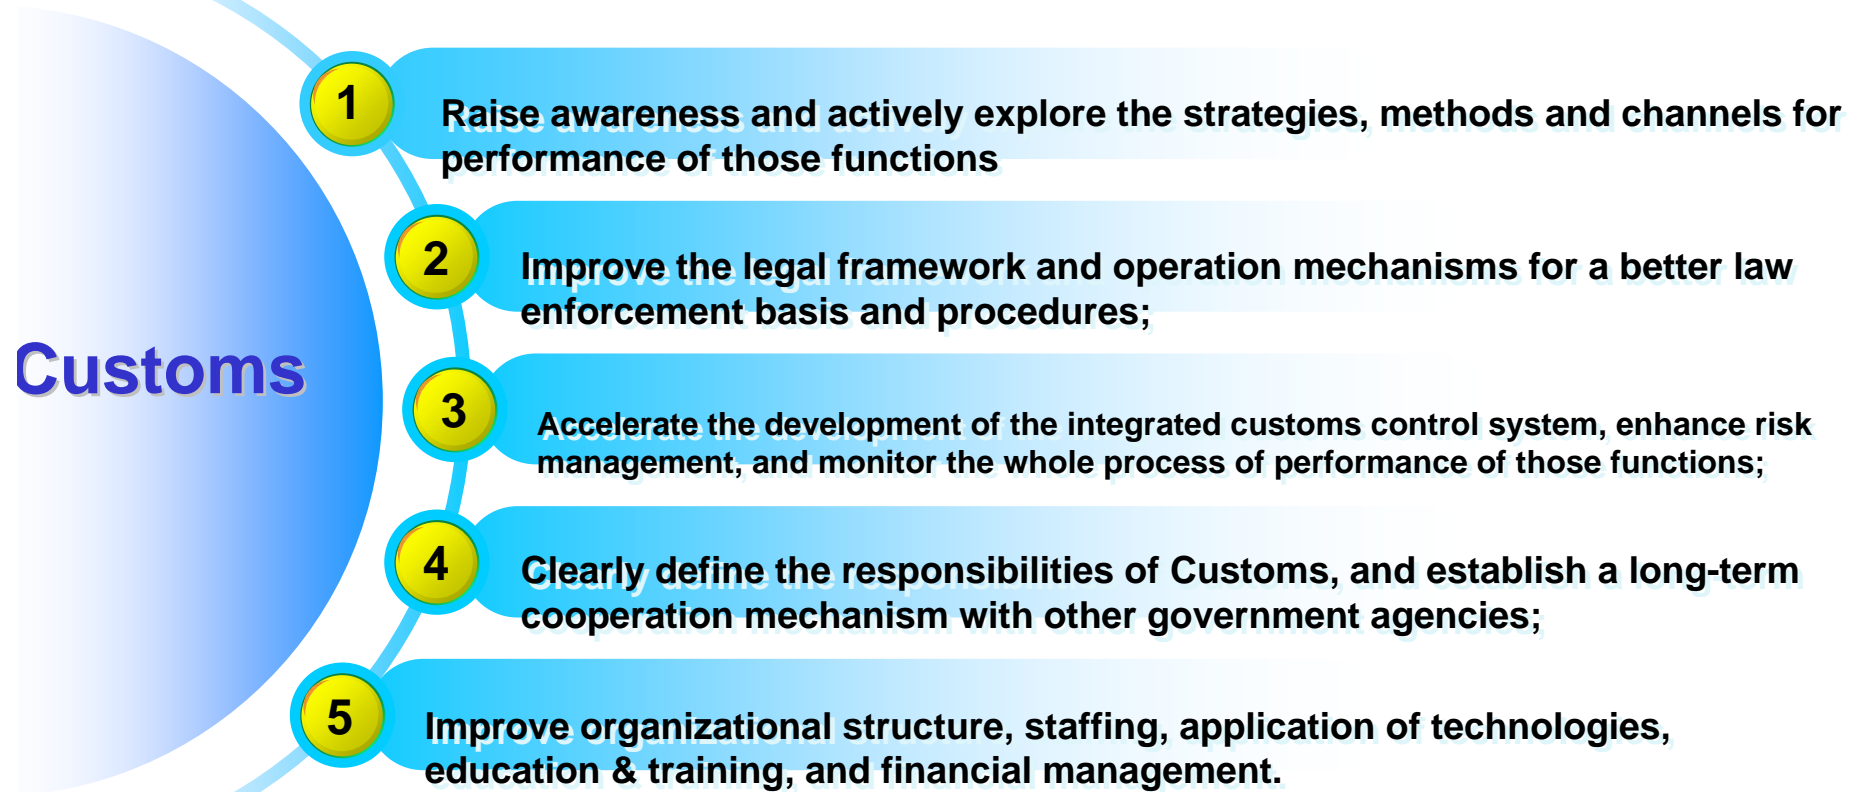 1
Raise awareness and actively explore the strategies, methods and channels for
performance of those functions
2
Improve the legal framework and operation mechanisms for a better law
enforcement basis and procedures;
Customs
3
Accelerate the development of the integrated customs control system, enhance risk
management, and monitor the whole process of performance of those functions;
4
Clearly define the responsibilities of Customs, and establish a long-term
cooperation mechanism with other government agencies;
5
Improve organizational structure, staffing, application of technologies,
education & training, and financial management.